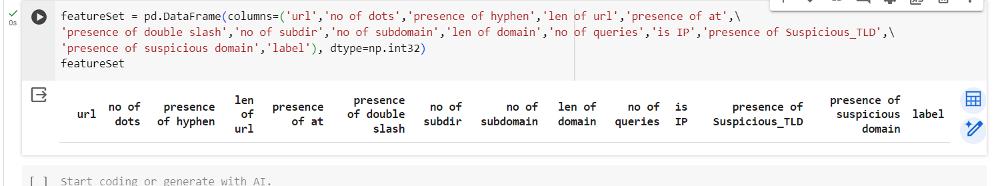 featureSet = pd.DataFrame(columns=('url','no of dots','presence of hyphen','len of url','presence of at',\
'presence of double slash','no of subdir','no of subdomain','len of domain','no of queries','is IP','presence of Suspicious_TLD',\
'presence of suspicious domain','label'), dtype=np.int32)
featureSet
0s
url no of dots presence of hyphen len of url presence of at presence of double slash no of subdir no of subdomain len of domain no of queries is IP presence of Suspicious_TLD presence of suspicious domain label
[ ] Start coding or generate with AI.